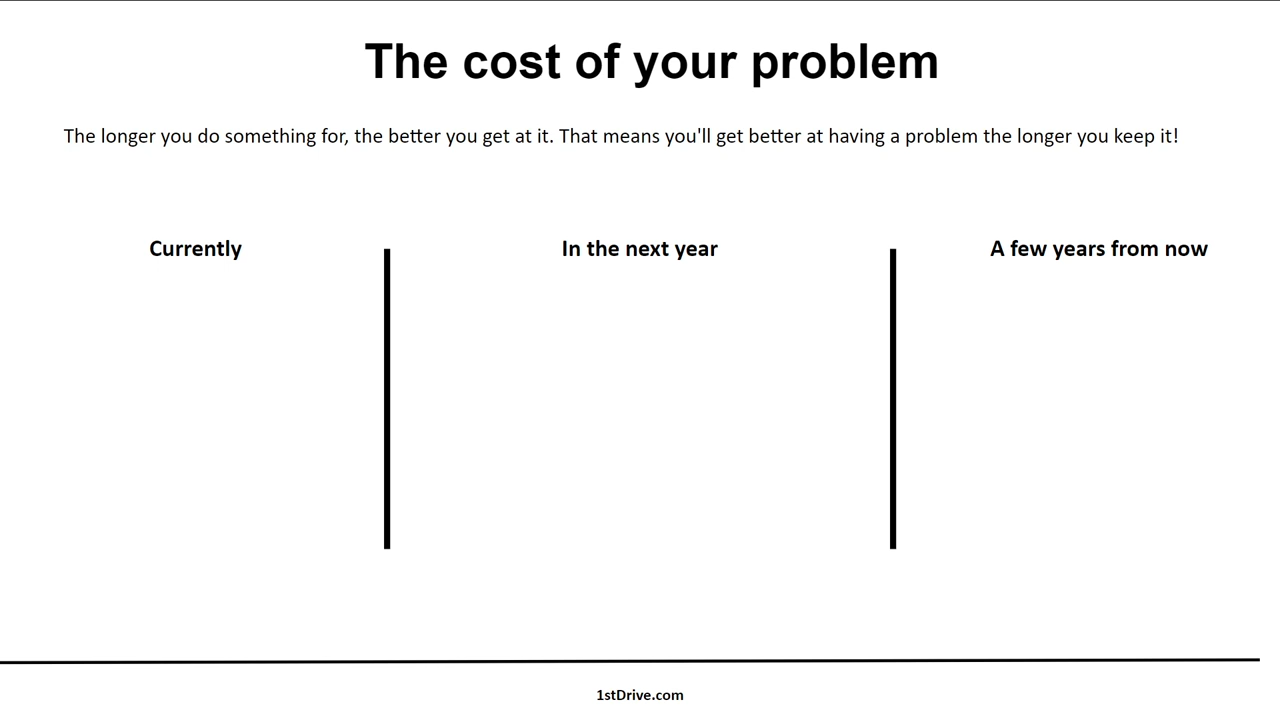 The cost of your problem
The longer you do something for, the better you get at it. That means you'll get better at having a problem the longer you keep it!
Currently
In the next year
A few years from now
1stDrive.com